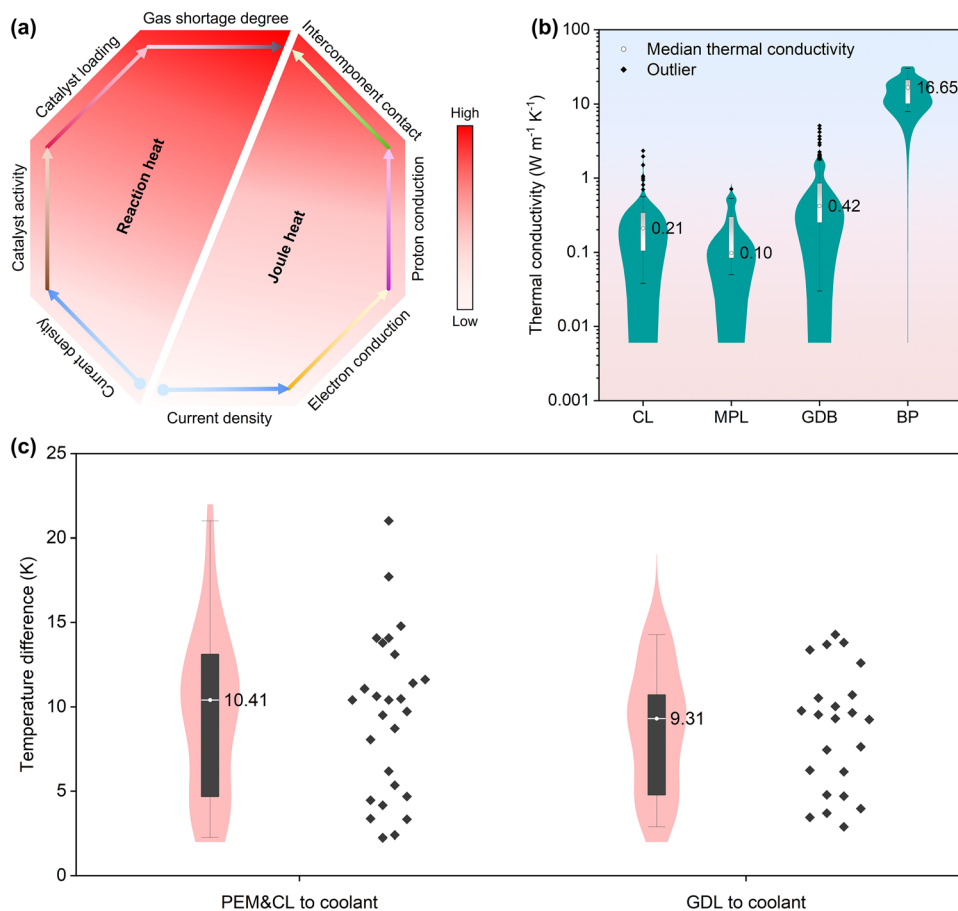 (a)
Gas shortage degree
Catalyst loading
Intercomponent contact
Catalyst activity
Reaction heat
Joule heat
Proton conduction
Current density
Electron conduction
Current density
High
Low
(b)
Thermal conductivity (W m⁻¹ K⁻¹)
100
10
1
0.1
0.01
0.001
Median thermal conductivity
Outlier
0.21
0.10
0.42
16.65
CL
MPL
GDB
BP
(c)
Temperature difference (K)
25
20
15
10
5
0
10.41
9.31
PEM&CL to coolant
GDL to coolant